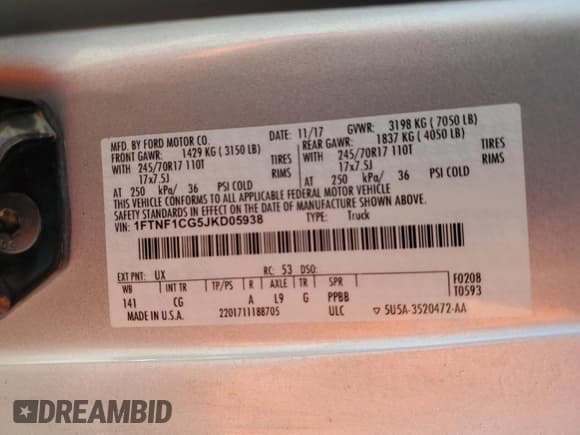 MFD. BY FORD MOTOR CO. DATE: 11/17 GVWR: 3198 KG ( 7050 LB)
FRONT GAWR: 1429 KG ( 3150 LB) REAR GAWR: 1837 KG ( 4050 LB)
WITH 245/70R17 110T TIRES WITH 245/70R17 110T TIRES
17x7.5J RIMS 17x7.5J RIMS
AT 250 kPa/ 36 PSI COLD AT 250 kPa/ 36 PSI COLD
THIS VEHICLE CONFORMS TO ALL APPLICABLE FEDERAL MOTOR VEHICLE
SAFETY STANDARDS IN EFFECT ON THE DATE OF MANUFACTURE SHOWN ABOVE.
VIN: 1FTNF1CG5JKD05938 TYPE: Truck
EXT PNT: UX RC: 53 DSO: F0208
WB INT TR TP/PS R AXLE TR SPR T0593
141 CG A L9 G PPBB
MADE IN U.S.A. 2201711188705 ULC ▽ 5U5A-3520472-AA
DREAMBID